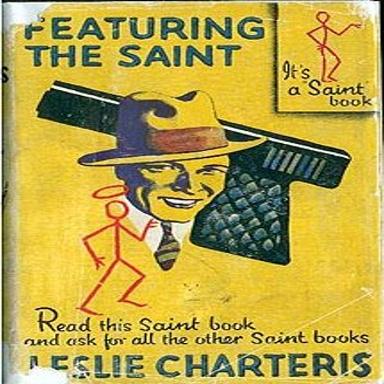 FEATURING
THE SAINT
It's
a "Saint"
book
Read this Saint book
and ask for all the other Saint books
LESLIE CHARTERIS